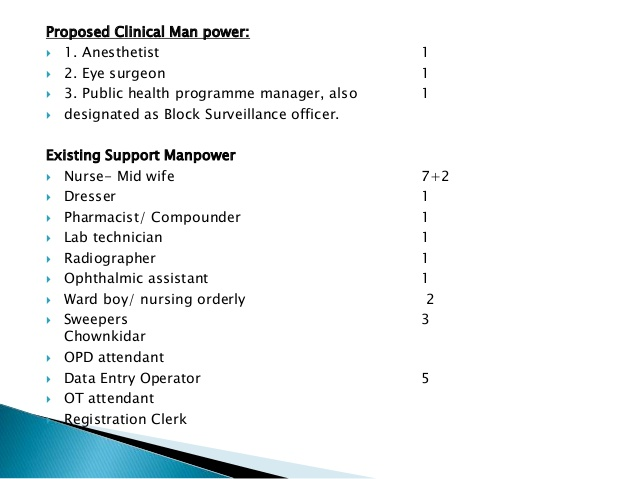 Proposed Clinical Man power:
1. Anesthetist 1
2. Eye surgeon 1
3. Public health programme manager, also 1
designated as Block Surveillance officer.
Existing Support Manpower
Nurse- Mid wife 7+2
Dresser 1
Pharmacist/ Compounder 1
Lab technician 1
Radiographer 1
Ophthalmic assistant 1
Ward boy/ nursing orderly 2
Sweepers 3
Chownkidar
OPD attendant
Data Entry Operator 5
OT attendant
Registration Clerk